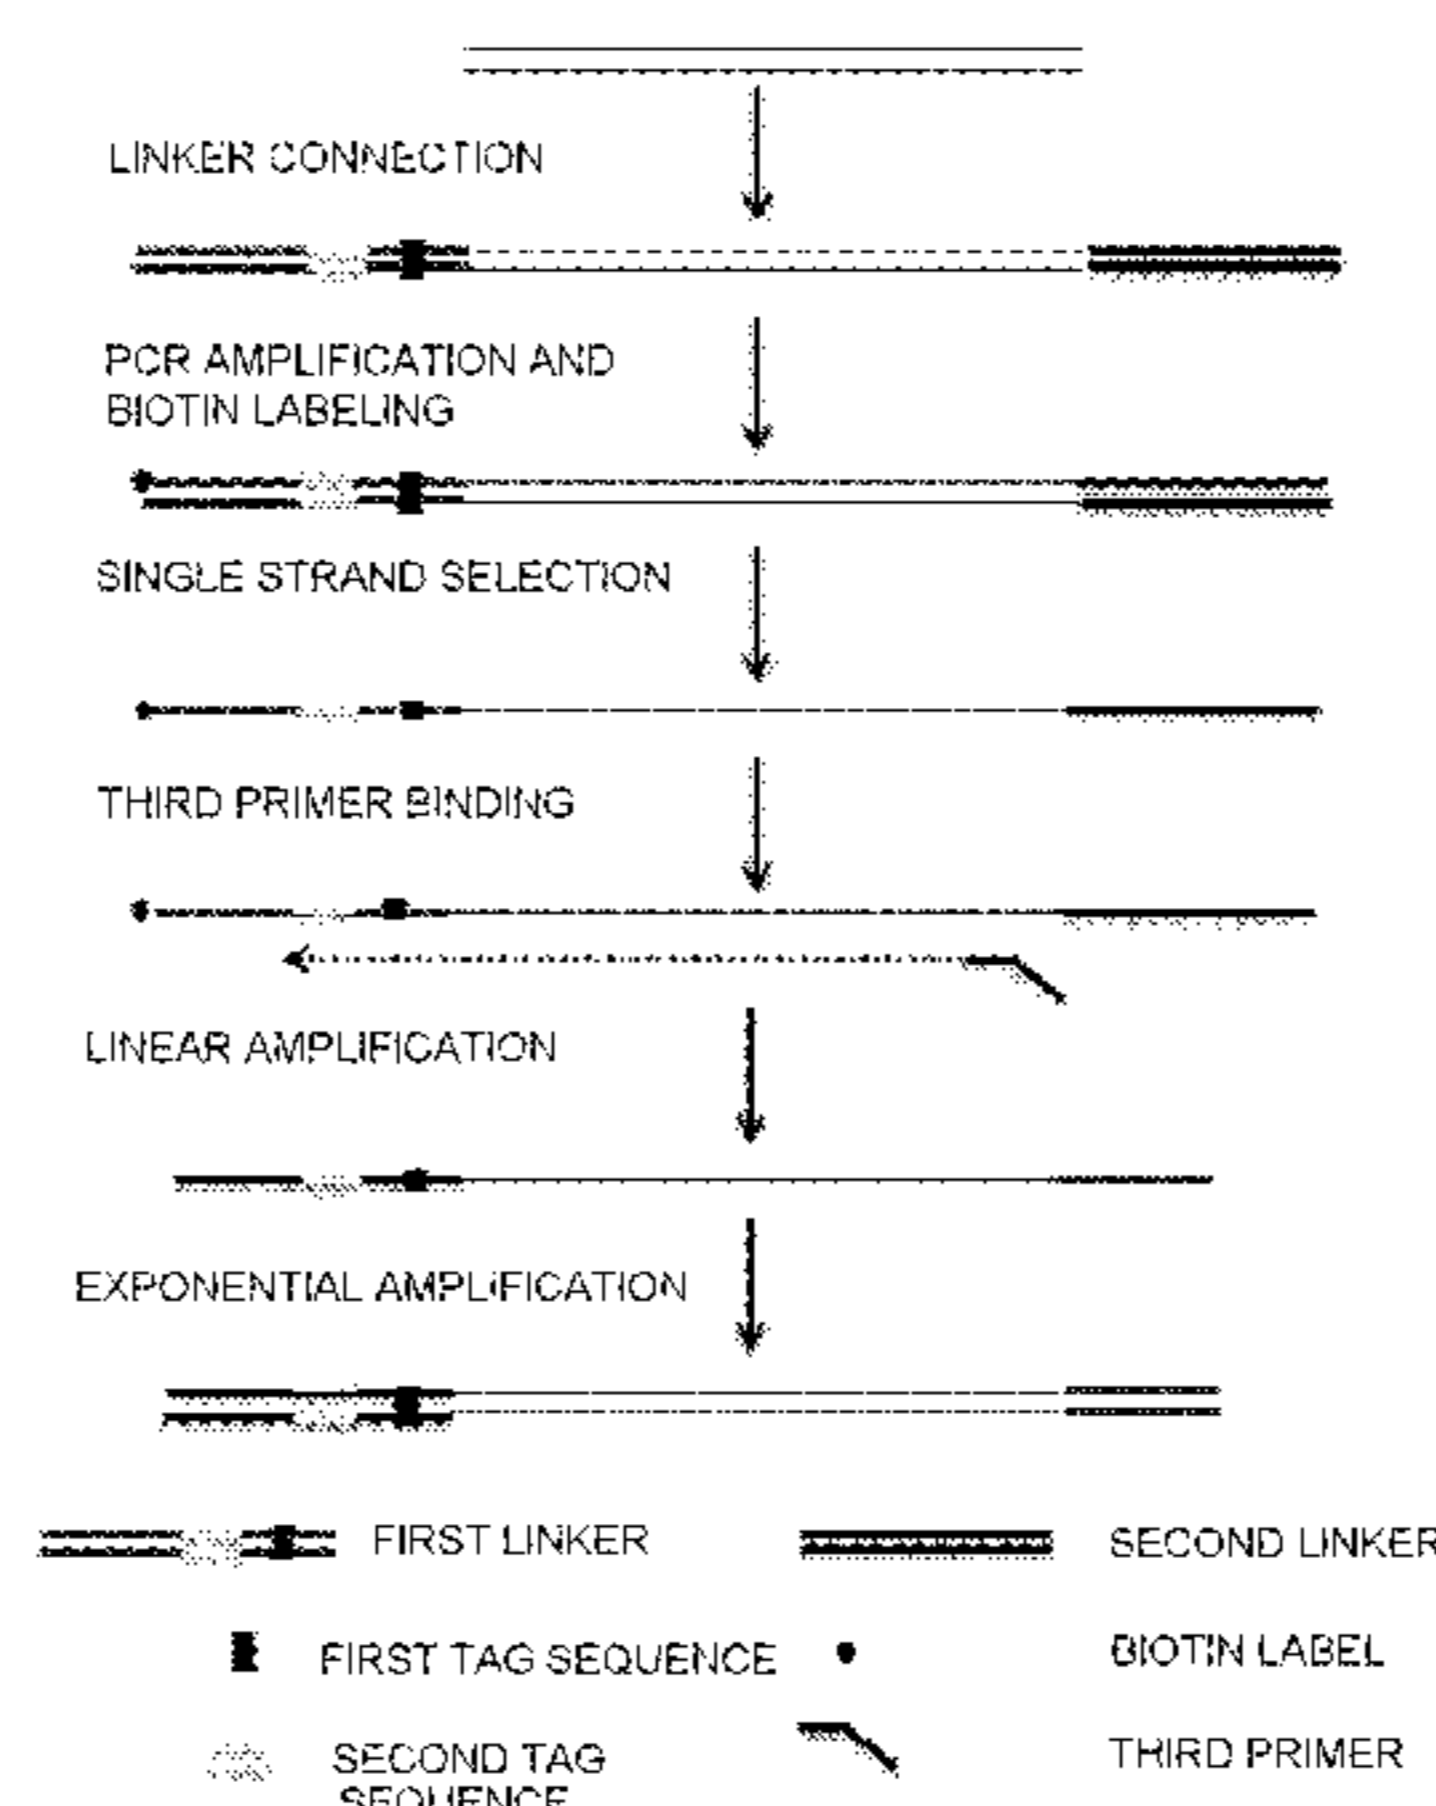 LINKER CONNECTION
PCR AMPLIFICATION AND
BIOTIN LABELING
SINGLE STRAND SELECTION
THIRD PRIMER BINDING
LINEAR AMPLIFICATION
EXPONENTIAL AMPLIFICATION
FIRST LINKER
SECOND LINKER
FIRST TAG SEQUENCE
BIOTIN LABEL
SECOND TAG
SEQUENCE
THIRD PRIMER